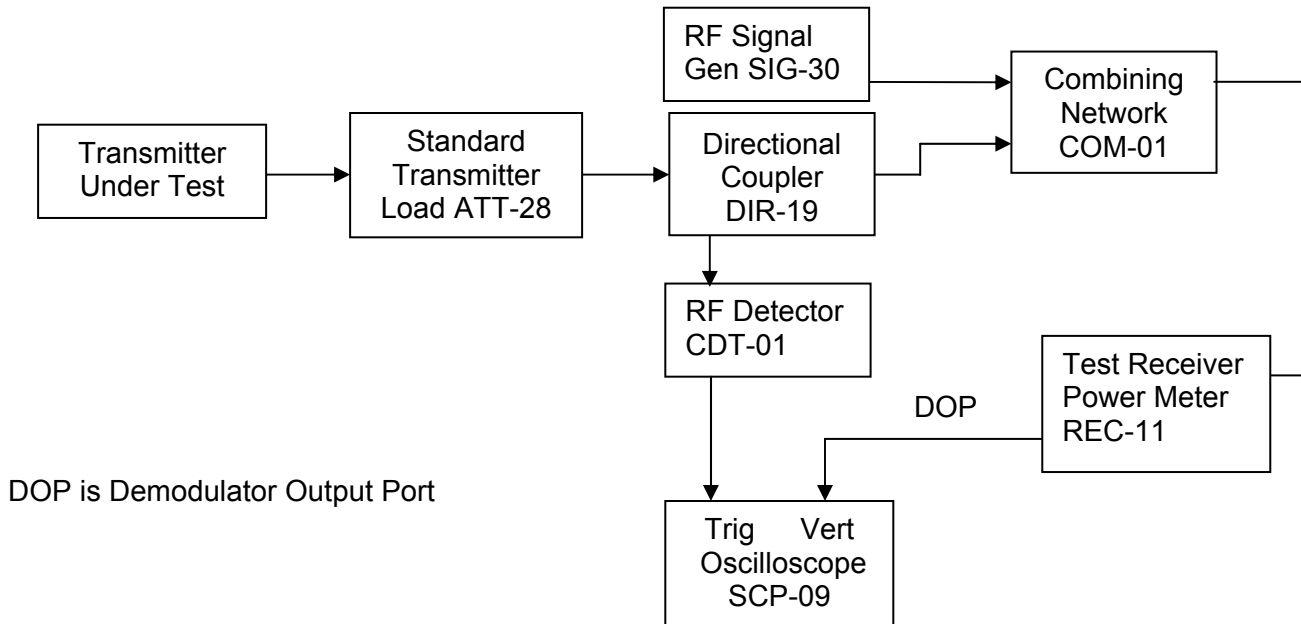 RF Signal
Gen SIG-30
Combining
Network
COM-01
Transmitter
Under Test
Standard
Transmitter
Load ATT-28
Directional
Coupler
DIR-19
RF Detector
CDT-01
Test Receiver
Power Meter
REC-11
DOP
DOP is Demodulator Output Port
Trig Vert
Oscilloscope
SCP-09